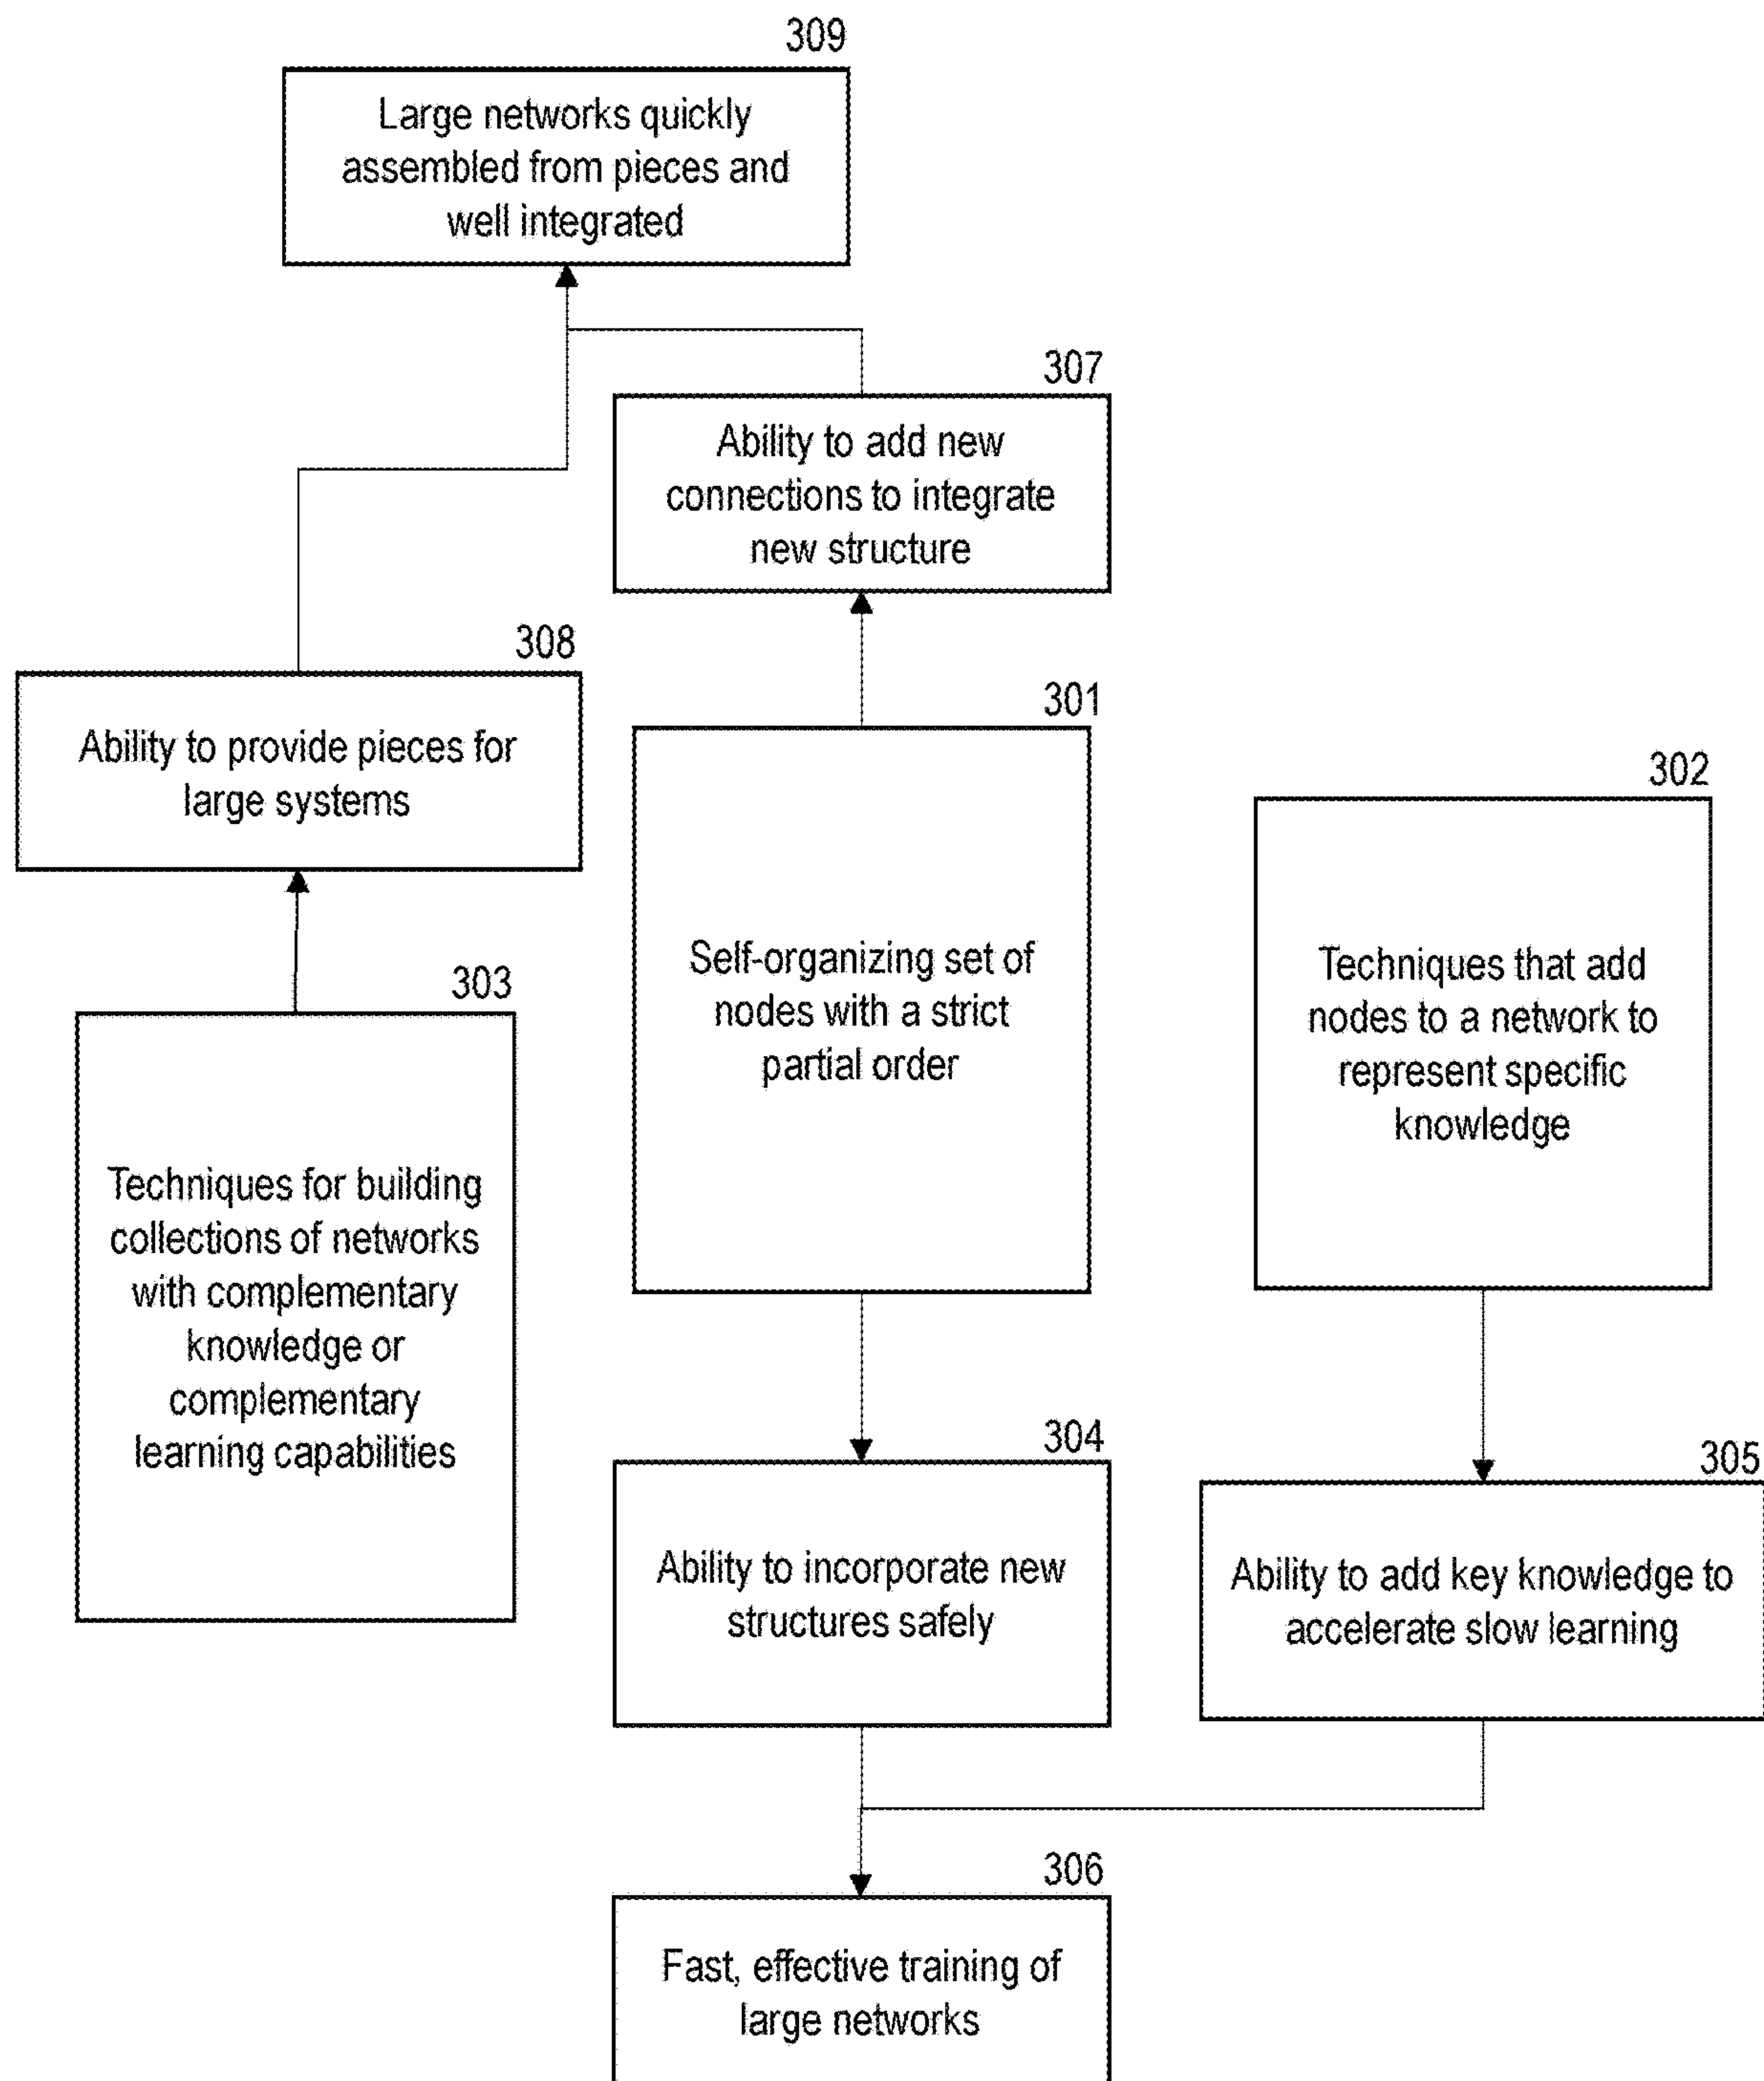 309
Large networks quickly
assembled from pieces and
well integrated
307
Ability to add new
connections to integrate
new structure
308
Ability to provide pieces for
large systems
301
Self-organizing set of
nodes with a strict
partial order
302
Techniques that add
nodes to a network to
represent specific
knowledge
303
Techniques for building
collections of networks
with complementary
knowledge or
complementary
learning capabilities
304
Ability to incorporate new
structures safely
305
Ability to add key knowledge to
accelerate slow learning
306
Fast, effective training of
large networks